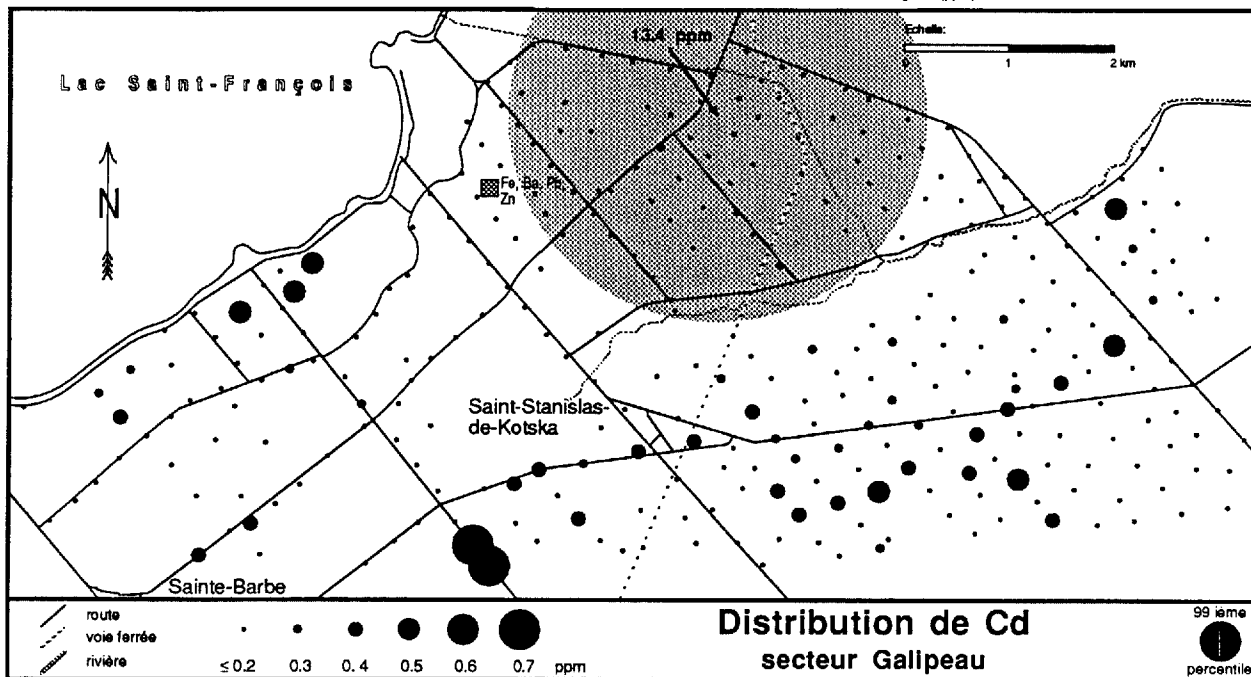 Echelle:
13.4 ppm
0 1 2 km
Lac Saint-François
N
Fe, Ba, Pb,
Zn
Saint-Stanislas-
de-Kotska
Sainte-Barbe
route
voie ferrée
rivière
≤0.2 0.3 0.4 0.5 0.6 0.7 ppm
Distribution de Cd
secteur Galipeau
99 ième
percentile